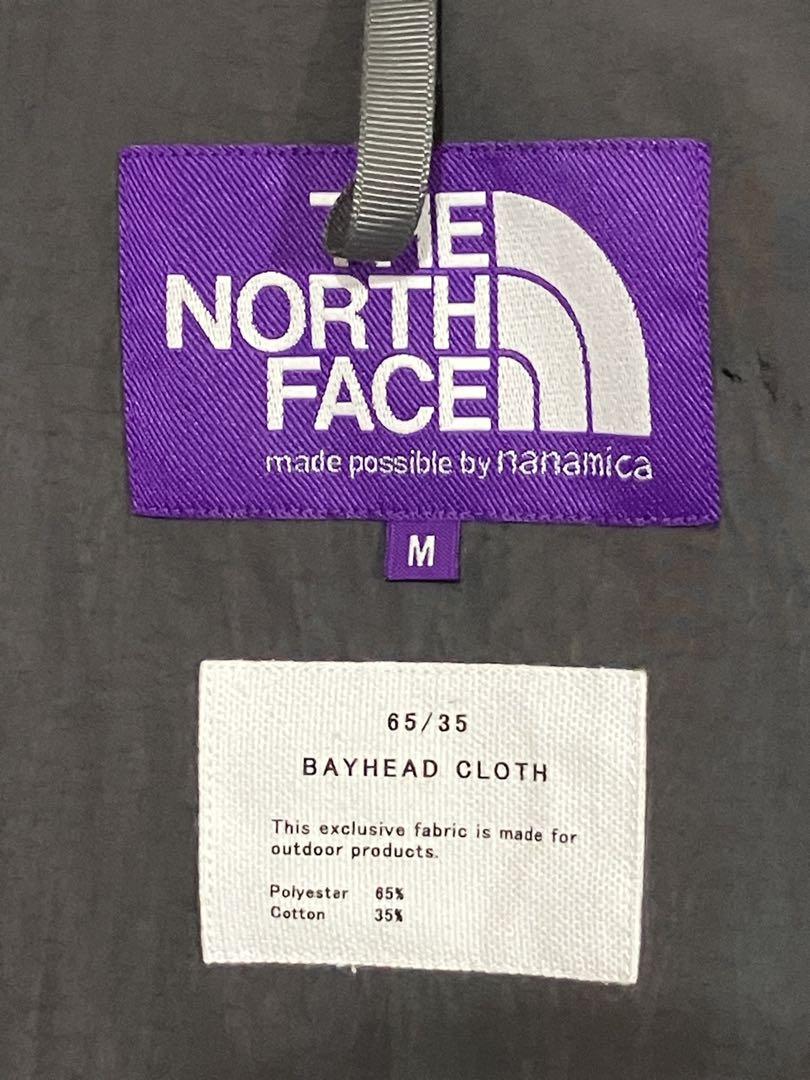 THE
NORTH
FACE
made possible by nanamica
M
65/35
BAYHEAD CLOTH
This exclusive fabric is made for
outdoor products.
Polyester 65%
Cotton 35%